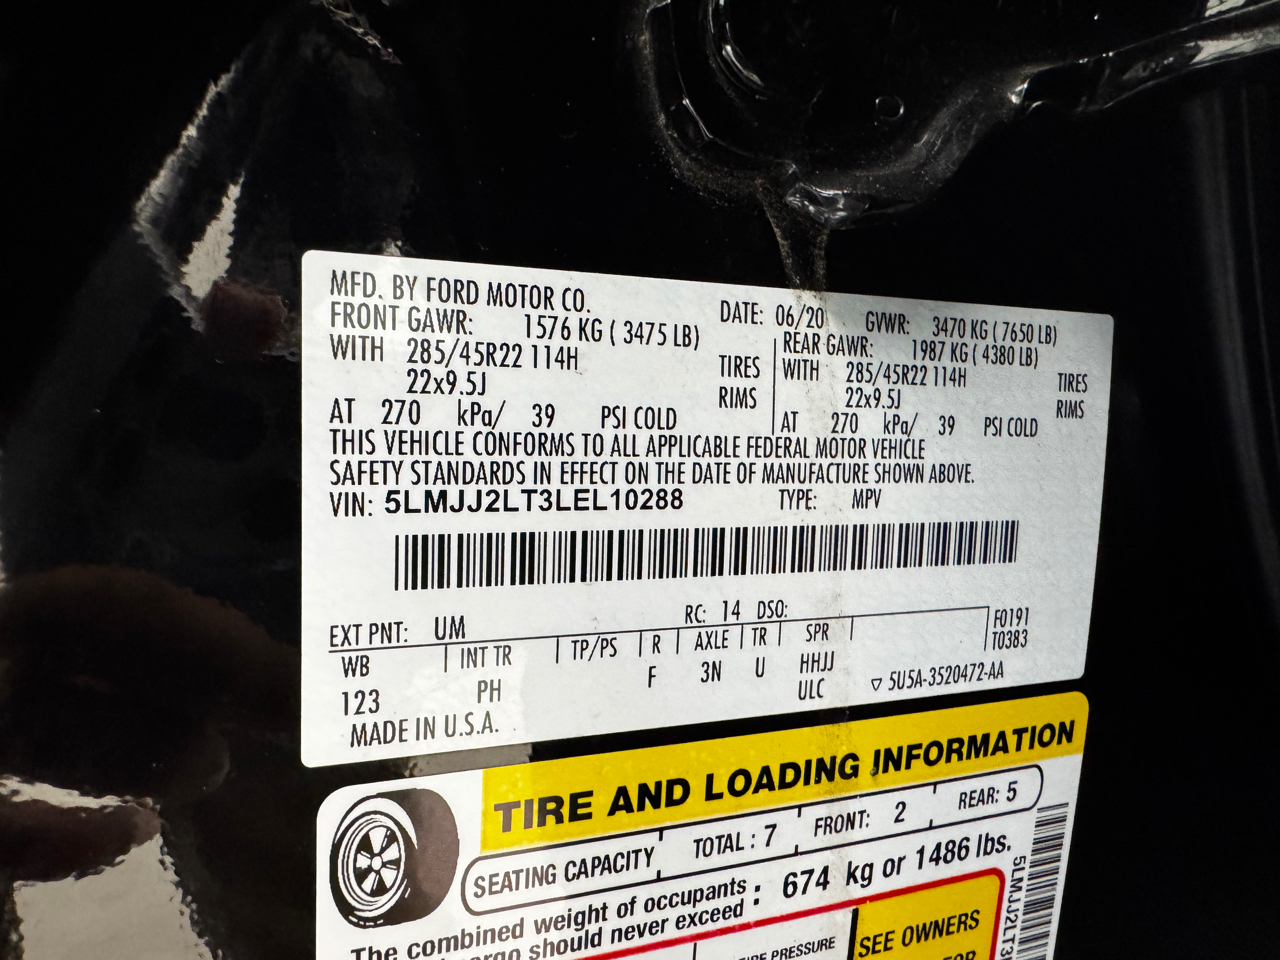 MFD. BY FORD MOTOR CO.
DATE: 06/20 GVWR: 3470 KG ( 7650 LB)
FRONT GAWR: 1576 KG ( 3475 LB)
REAR GAWR: 1987 KG ( 4380 LB)
WITH 285/45R22 114H TIRES
WITH 285/45R22 114H TIRES
22x9.5J RIMS
22x9.5J RIMS
AT 270 kPa/ 39 PSI COLD
AT 270 kPa/ 39 PSI COLD
THIS VEHICLE CONFORMS TO ALL APPLICABLE FEDERAL MOTOR VEHICLE
SAFETY STANDARDS IN EFFECT ON THE DATE OF MANUFACTURE SHOWN ABOVE.
VIN: 5LMJJ2LT3LEL10288 TYPE: MPV
EXT PNT: UM RC: 14 DSO:
F0191
T0383
WB INT TR TP/PS R AXLE TR SPR
123 PH F 3N U HHJJ
ULC
▽ 5U5A-3520472-AA
MADE IN U.S.A.
TIRE AND LOADING INFORMATION
SEATING CAPACITY TOTAL : 7 FRONT: 2 REAR: 5
The combined weight of occupants
cargo should never exceed : 674 kg or 1486 lbs.
PRESSURE
SEE OWNERS
FOR
5LMJJ2LT3